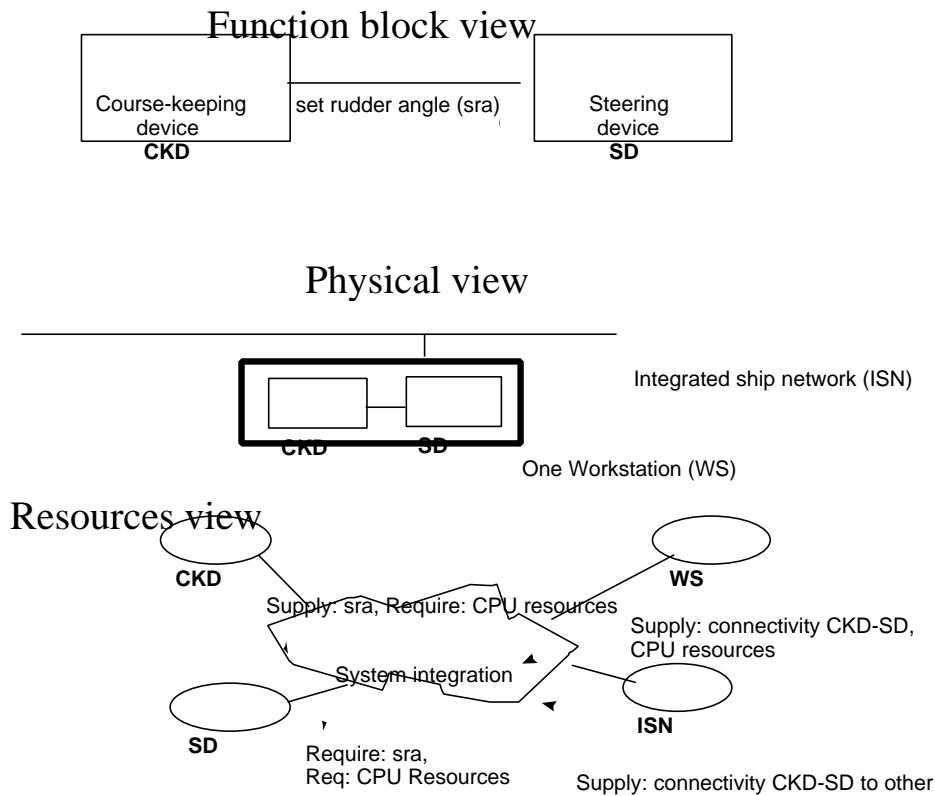 Function block view
Course-keeping
device
CKD
set rudder angle (sra)
Steering
device
SD
Physical view
Integrated ship network (ISN)
CKD
SD
One Workstation (WS)
Resources view
CKD
WS
Supply: sra, Require: CPU resources
Supply: connectivity CKD-SD,
CPU resources
System integration
SD
ISN
Require: sra,
Req: CPU Resources
Supply: connectivity CKD-SD to other